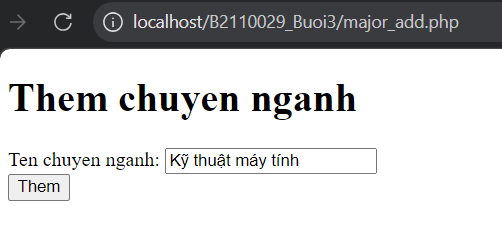 localhost/B2110029_Buoi3/major_add.php
Them chuyen nganh
Ten chuyen nganh: Kỹ thuật máy tính
Them